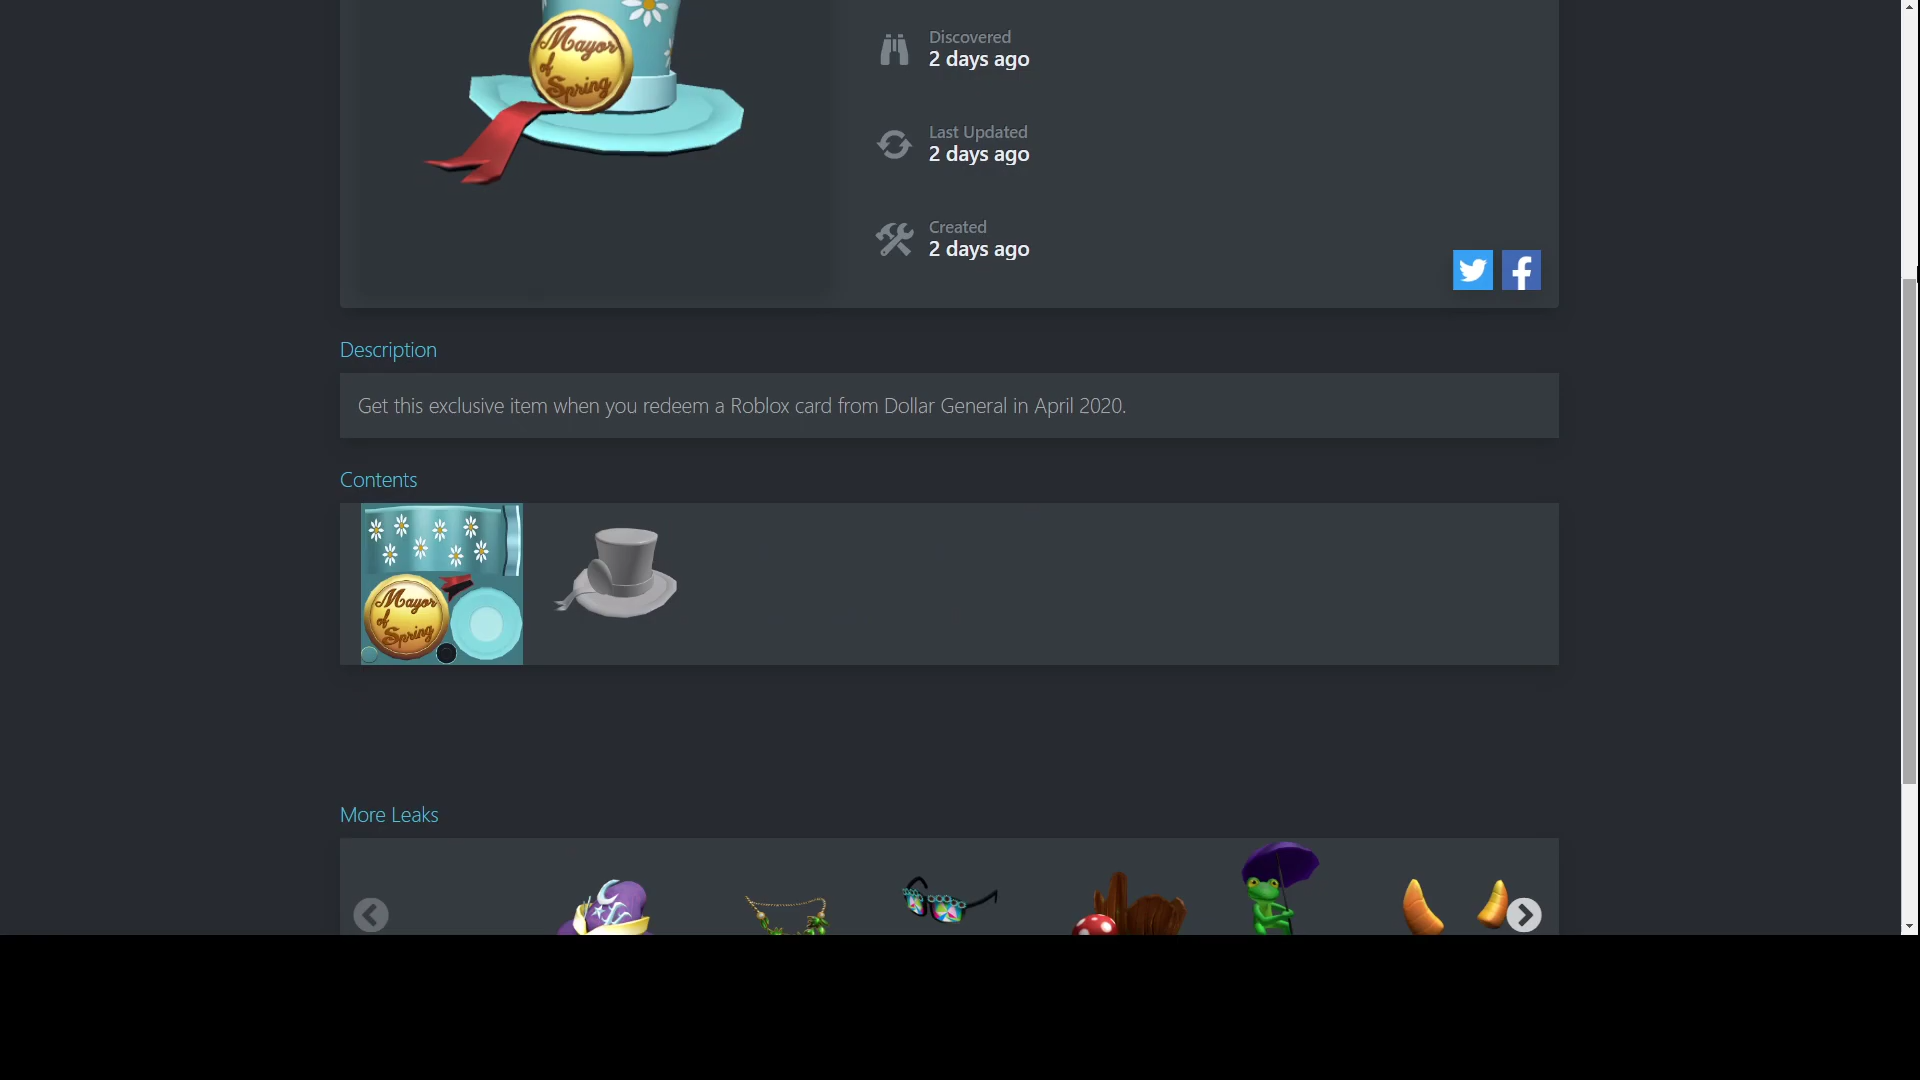 Mayor
of
Spring
Discovered
2 days ago
Last Updated
2 days ago
Created
2 days ago
Description
Get this exclusive item when you redeem a Roblox card from Dollar General in April 2020.
Contents
Mayor
of
Spring
More Leaks